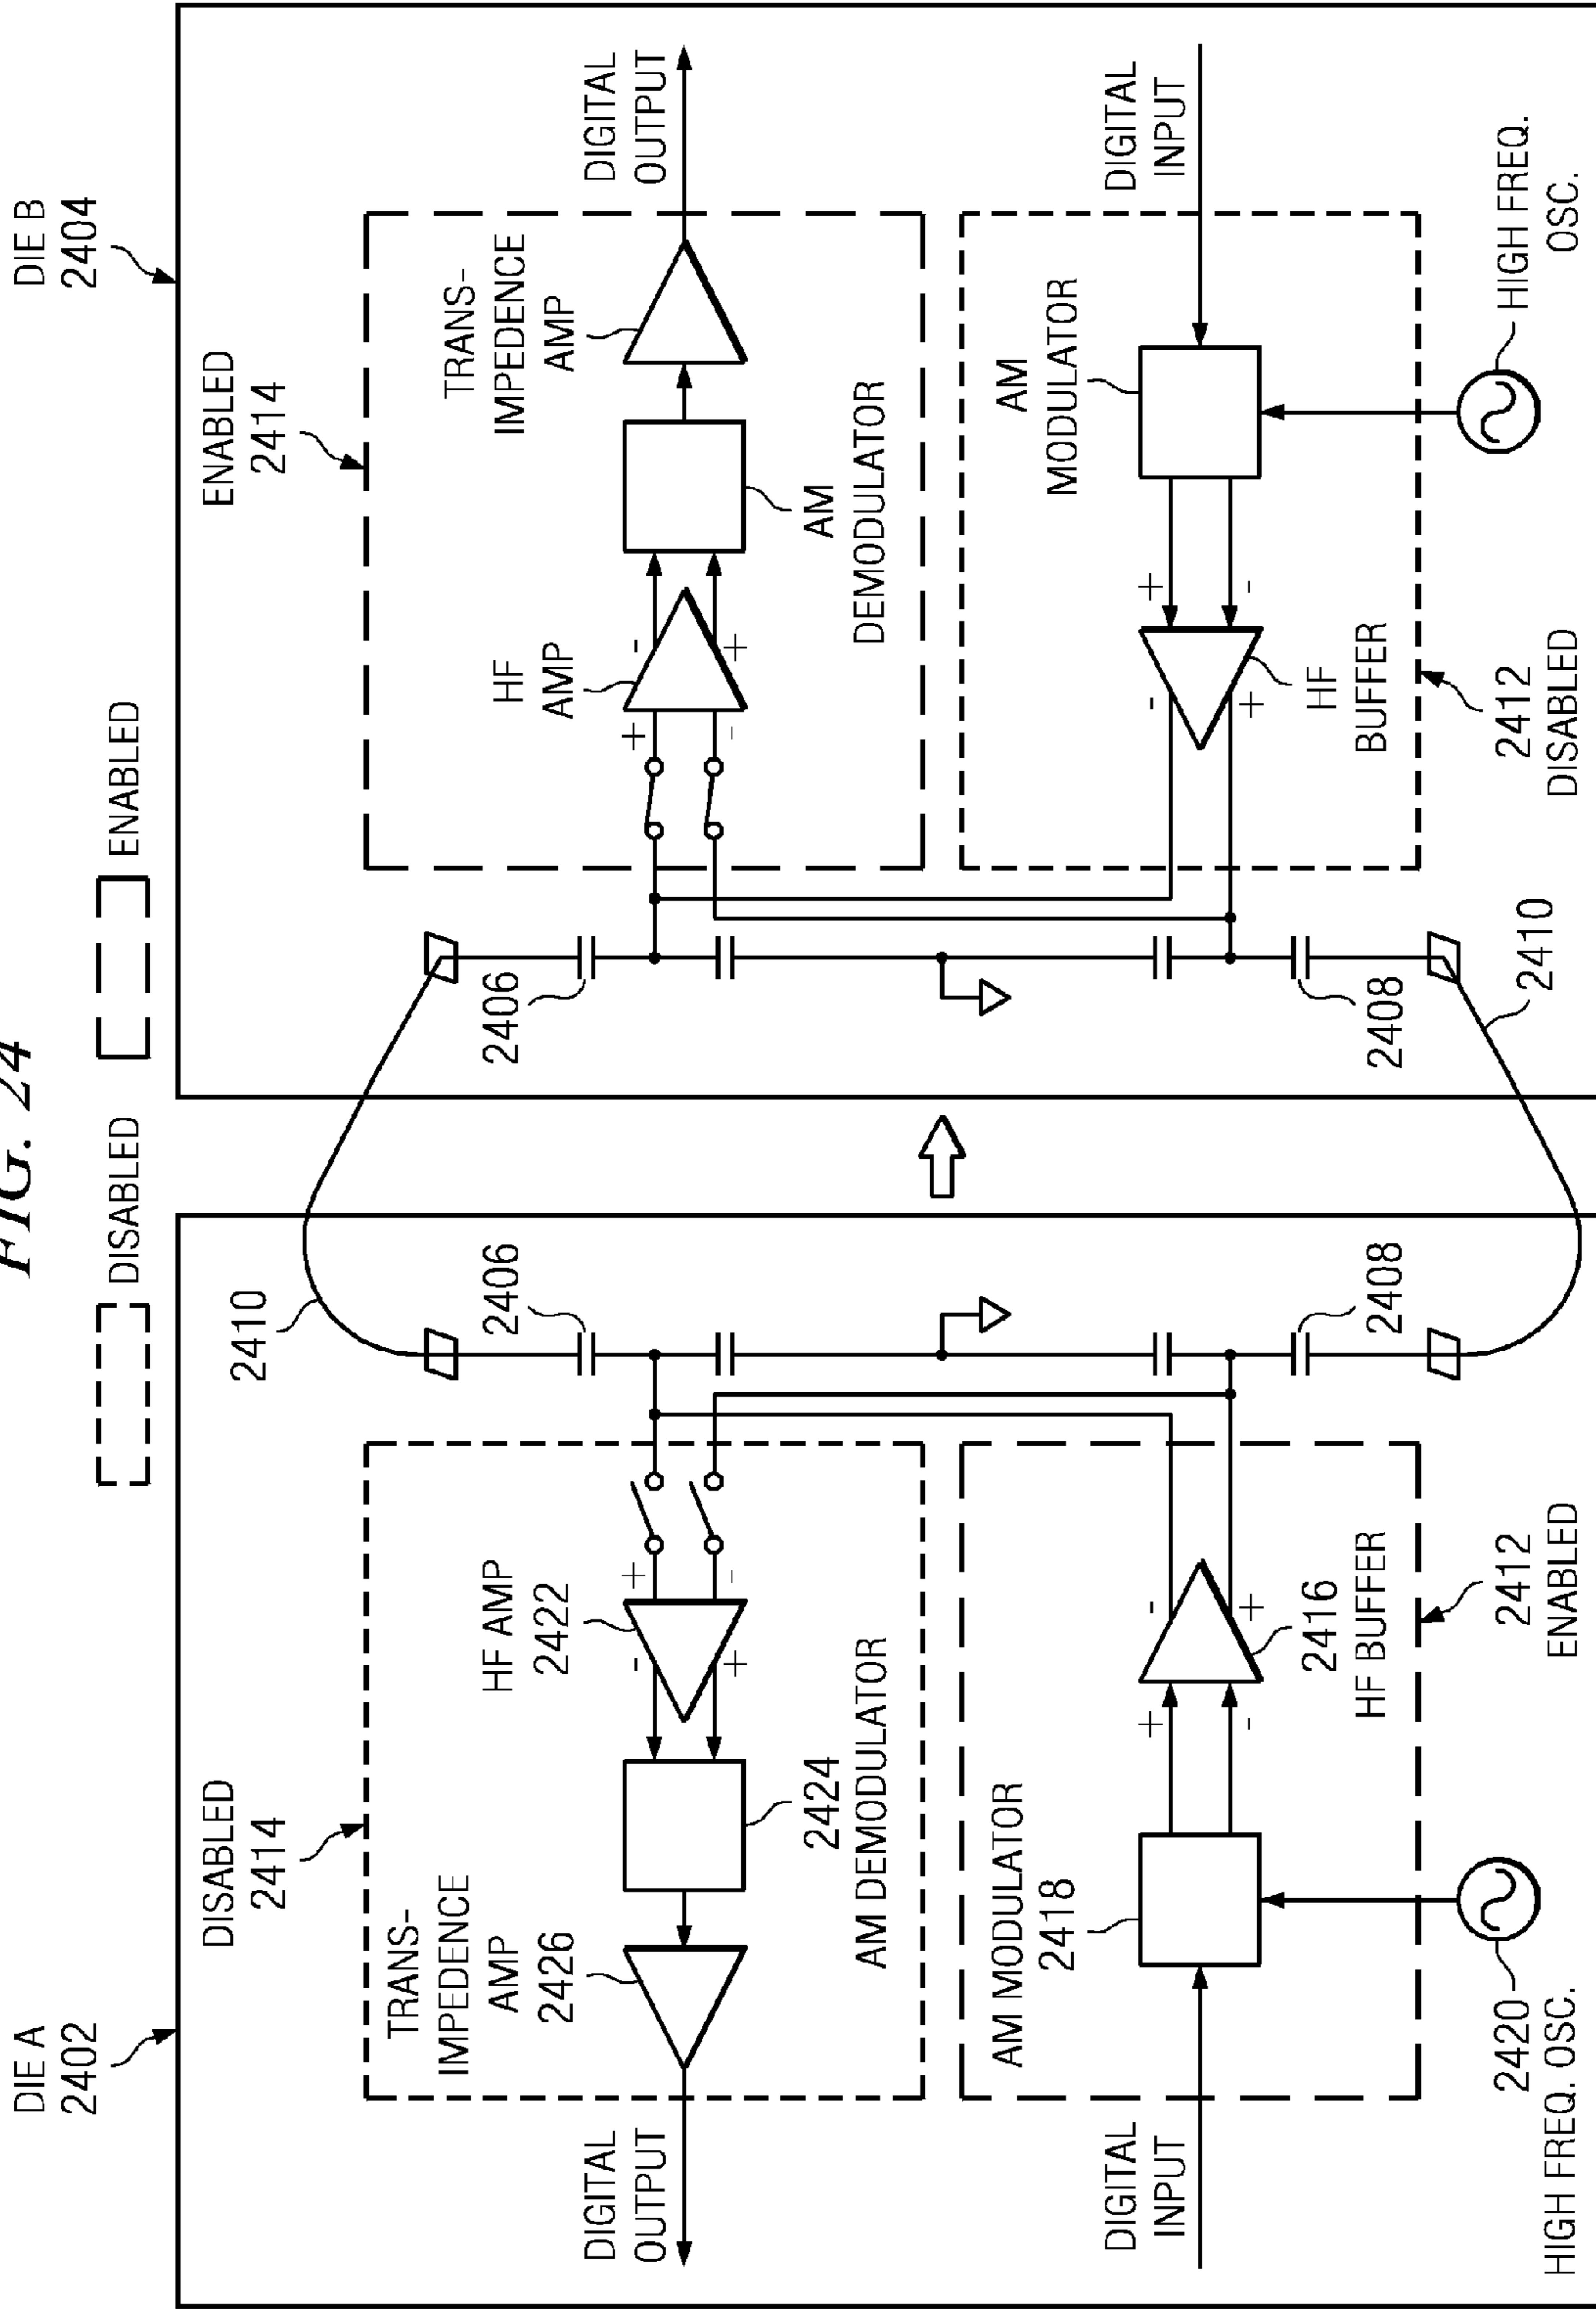 FIG. 24
DISABLED
ENABLED
DIE A
2402
DIE B
2404
DISABLED
2414
2410
TRANS-
IMPEDENCE
AMP
2426
HF AMP
2422
+
-
-
+
2406
DIGITAL
OUTPUT
2424
AM DEMODULATOR
AM MODULATOR
2418
+
-
-
+
2408
DIGITAL
INPUT
2416
HF BUFFER
2420
HIGH FREQ. OSC.
2412
ENABLED
ENABLED
2414
2406
HF
AMP
TRANS-
IMPEDENCE
AMP
DIGITAL
OUTPUT
+
-
-
+
AM
DEMODULATOR
AM
MODULATOR
DIGITAL
INPUT
-
+
+
-
2408
HF
BUFFER
2410
2412
DISABLED
HIGH FREQ.
OSC.